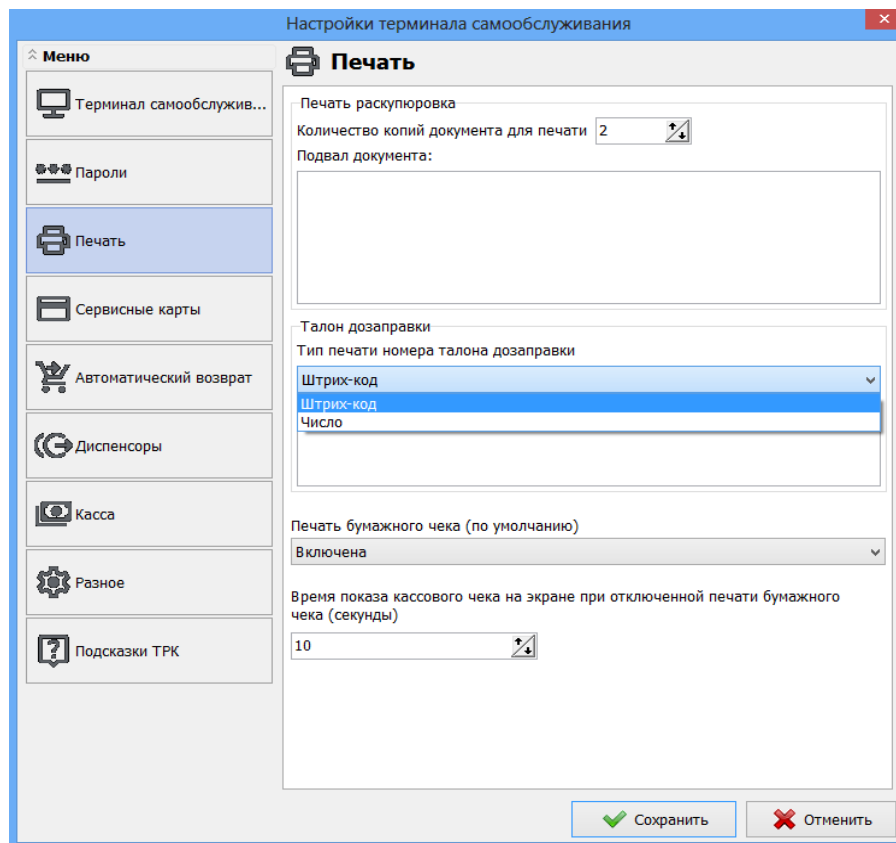 Настройки терминала самообслуживания
Меню
Терминал самообслужив...
Пароли
Печать
Сервисные карты
Автоматический возврат
Диспенсоры
Касса
Разное
Подсказки ТРК
Печать
Печать раскупюровка
Количество копий документа для печати 2
Подвал документа:
Талон дозаправки
Тип печати номера талона дозаправки
Штрих-код
Штрих-код
Число
Печать бумажного чека (по умолчанию)
Включена
Время показа кассового чека на экране при отключенной печати бумажного
чека (секунды)
10
Сохранить
Отменить